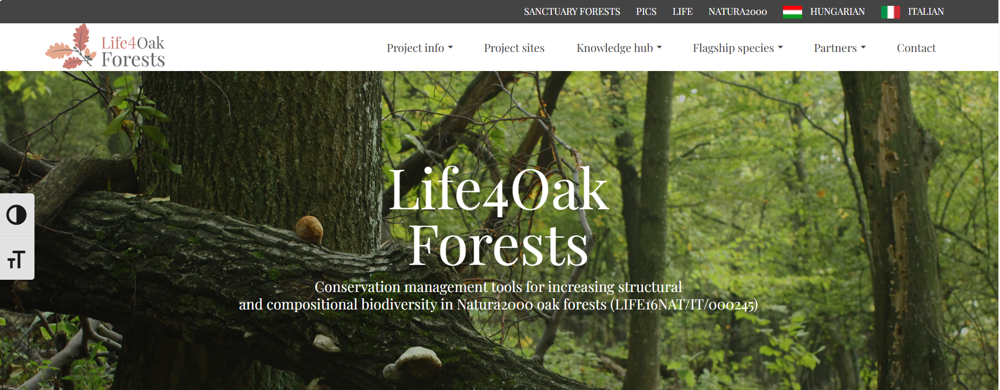 SANCTUARY FORESTS PICS LIFE NATURA2000 HUNGARIAN ITALIAN
Life4Oak
Forests
Project info Project sites Knowledge hub Flagship species Partners Contact
Life4Oak
Forests
Conservation management tools for increasing structural
and compositional biodiversity in Natura2000 oak forests (LIFE16NAT/IT/000245)
TT